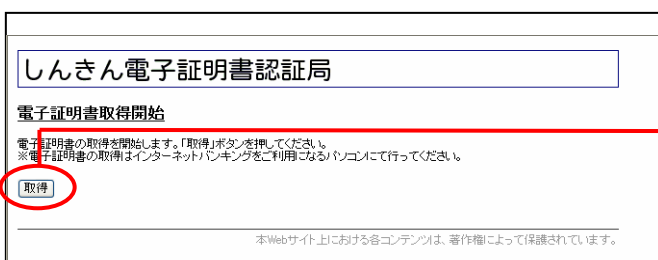 しんきん電子証明書認証局
電子証明書取得開始
電子証明書の取得を開始します。「取得」ボタンを押してください。
※電子証明書の取得はインターネットバンキングをご利用になるパソコンにて行ってください。
取得
本Webサイト上における各コンテンツは、著作権によって保護されています。